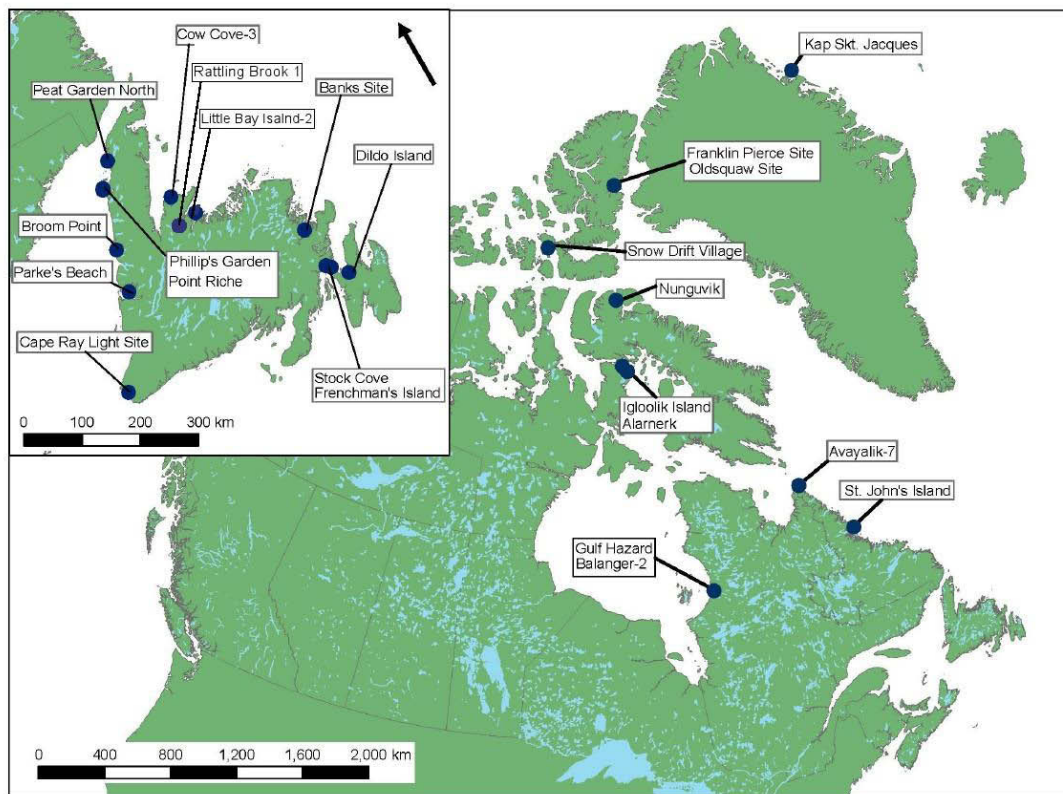 Cow Cove-3
Rattling Brook 1
Peat Garden North
Banks Site
Little Bay Isalnd-2
Dildo Island
Broom Point
Parke's Beach
Phillip's Garden
Point Riche
Cape Ray Light Site
Stock Cove
Frenchman's Island
0 100 200 300 km
Kap Skt. Jacques
Franklin Pierce Site
Oldsquaw Site
Snow Drift Village
Nunguvik
Igloolik Island
Alarnerk
Avayalik-7
St. John's Island
Gulf Hazard
Balanger-2
0 400 800 1,200 1,600 2,000 km